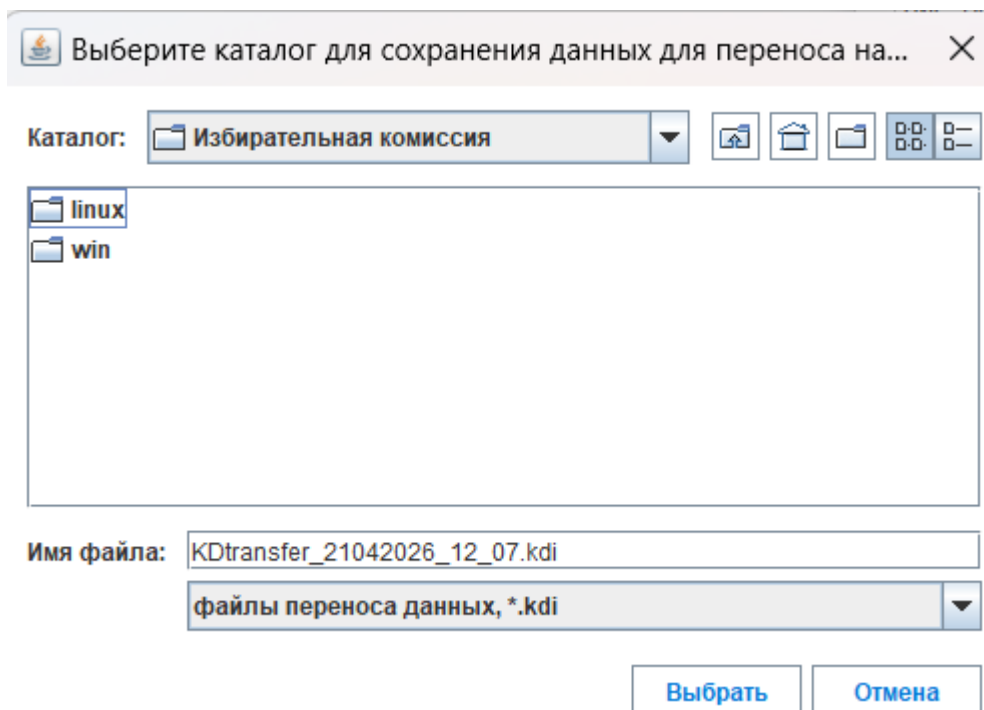 Выберите каталог для сохранения данных для переноса на...
Каталог: Избирательная комиссия
linux
win
Имя файла: KDtransfer_21042026_12_07.kdi
файлы переноса данных, *.kdi
Выбрать Отмена